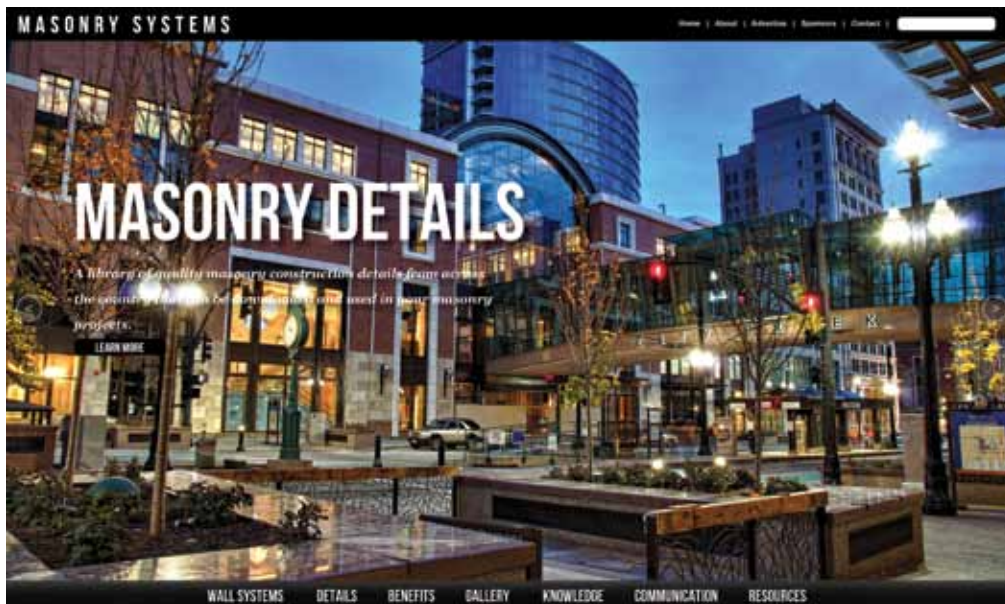 MASONRY SYSTEMS
Home | About | Advertise | Sponsors | Contact |
MASONRY DETAILS
A library of quality masonry construction details from across
the country that can be downloaded and used in your masonry
projects.
LEARN MORE
WALL SYSTEMS DETAILS BENEFITS GALLERY KNOWLEDGE COMMUNICATION RESOURCES